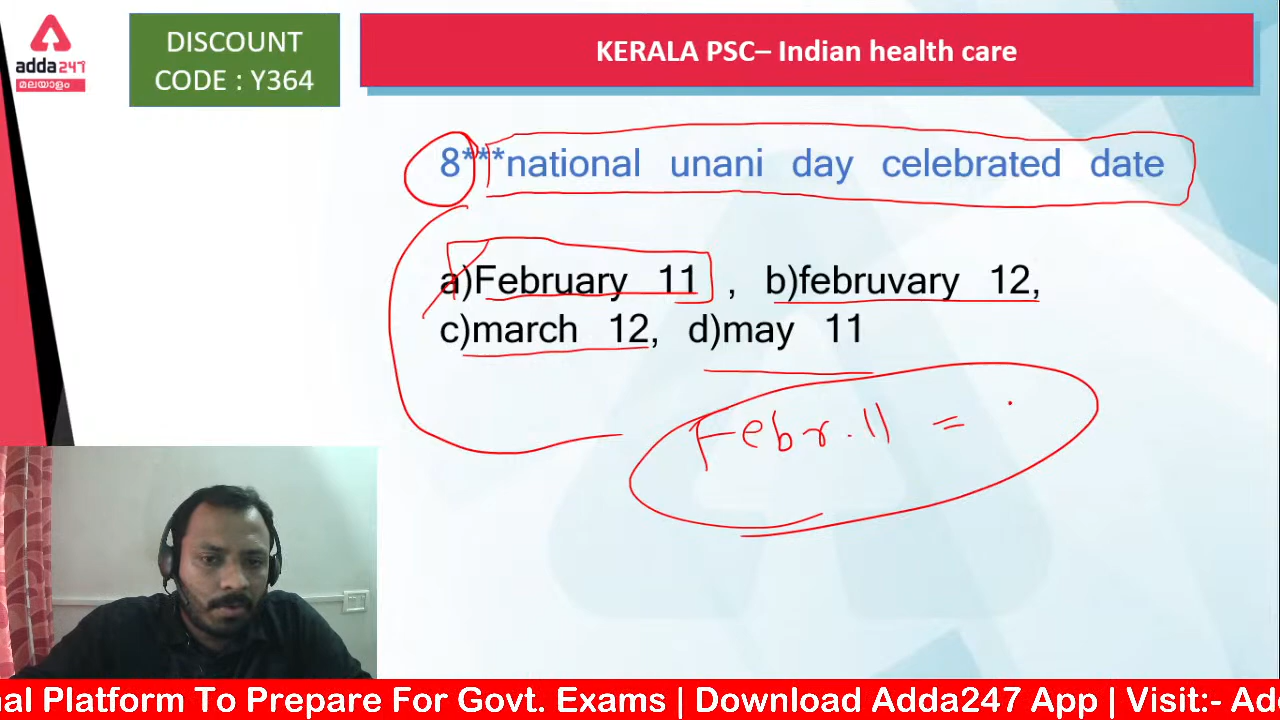 adda247
മലയാളം
DISCOUNT
CODE : Y364
KERALA PSC– Indian health care
8***national unani day celebrated date
a)February 11 , b)februvary 12,
c)march 12, d)may 11
Febr. 11 =
nal Platform To Prepare For Govt. Exams | Download Adda247 App | Visit:- Ad